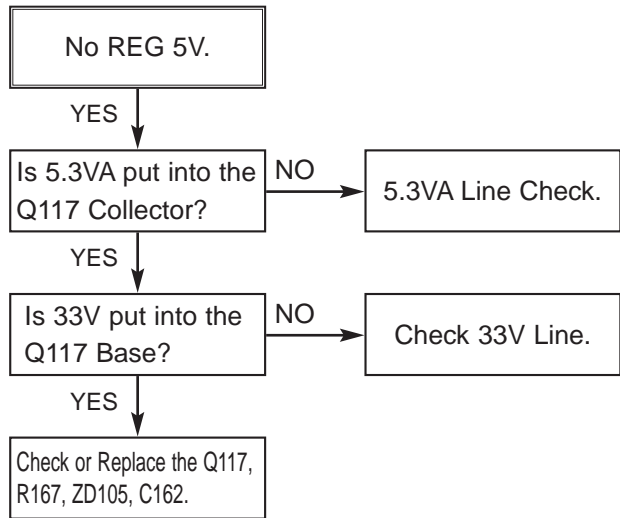 No REG 5V.
YES
Is 5.3VA put into the
Q117 Collector?
NO
5.3VA Line Check.
YES
Is 33V put into the
Q117 Base?
NO
Check 33V Line.
YES
Check or Replace the Q117,
R167, ZD105, C162.